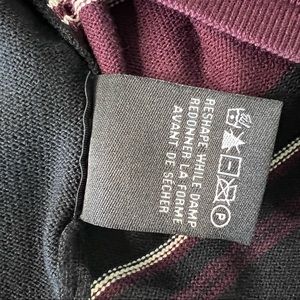 RESHAPE WHILE DAMP
REDONNER LA FORME
AVANT DE SÉCHER
P